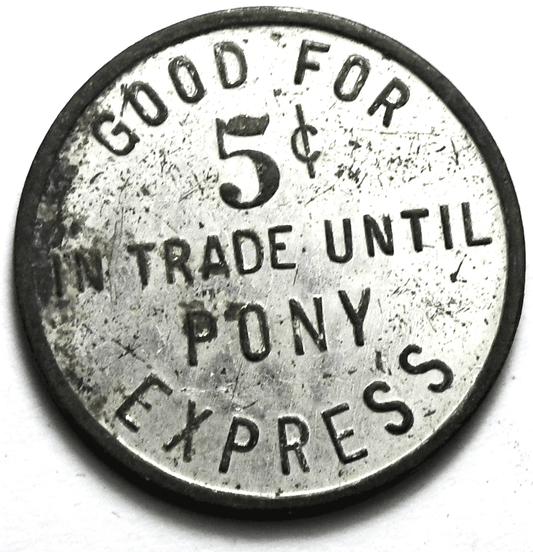 GOOD FOR
5¢
IN TRADE UNTIL
PONY
EXPRESS